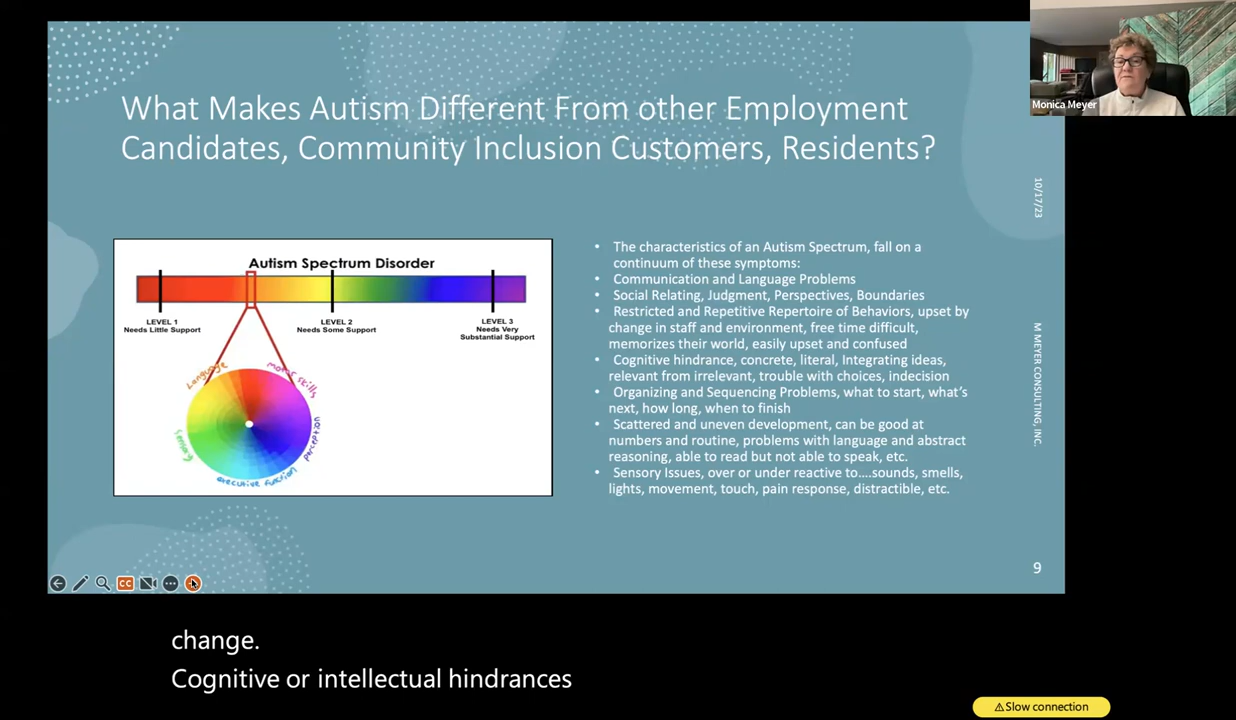 Monica Meyer
What Makes Autism Different From other Employment
Candidates, Community Inclusion Customers, Residents?
10/17/23
M MEYER CONSULTING, INC.
Autism Spectrum Disorder
LEVEL 1
Needs Little Support
LEVEL 2
Needs Some Support
LEVEL 3
Needs Very
Substantial Support
Language
motor skills
Sensory
perception
executive function
• The characteristics of an Autism Spectrum, fall on a
continuum of these symptoms:
• Communication and Language Problems
• Social Relating, Judgment, Perspectives, Boundaries
• Restricted and Repetitive Repertoire of Behaviors, upset by
change in staff and environment, free time difficult,
memorizes their world, easily upset and confused
• Cognitive hindrance, concrete, literal, Integrating ideas,
relevant from irrelevant, trouble with choices, indecision
• Organizing and Sequencing Problems, what to start, what's
next, how long, when to finish
• Scattered and uneven development, can be good at
numbers and routine, problems with language and abstract
reasoning, able to read but not able to speak, etc.
• Sensory Issues, over or under reactive to....sounds, smells,
lights, movement, touch, pain response, distractible, etc.
9
CC
change.
Cognitive or intellectual hindrances
Slow connection